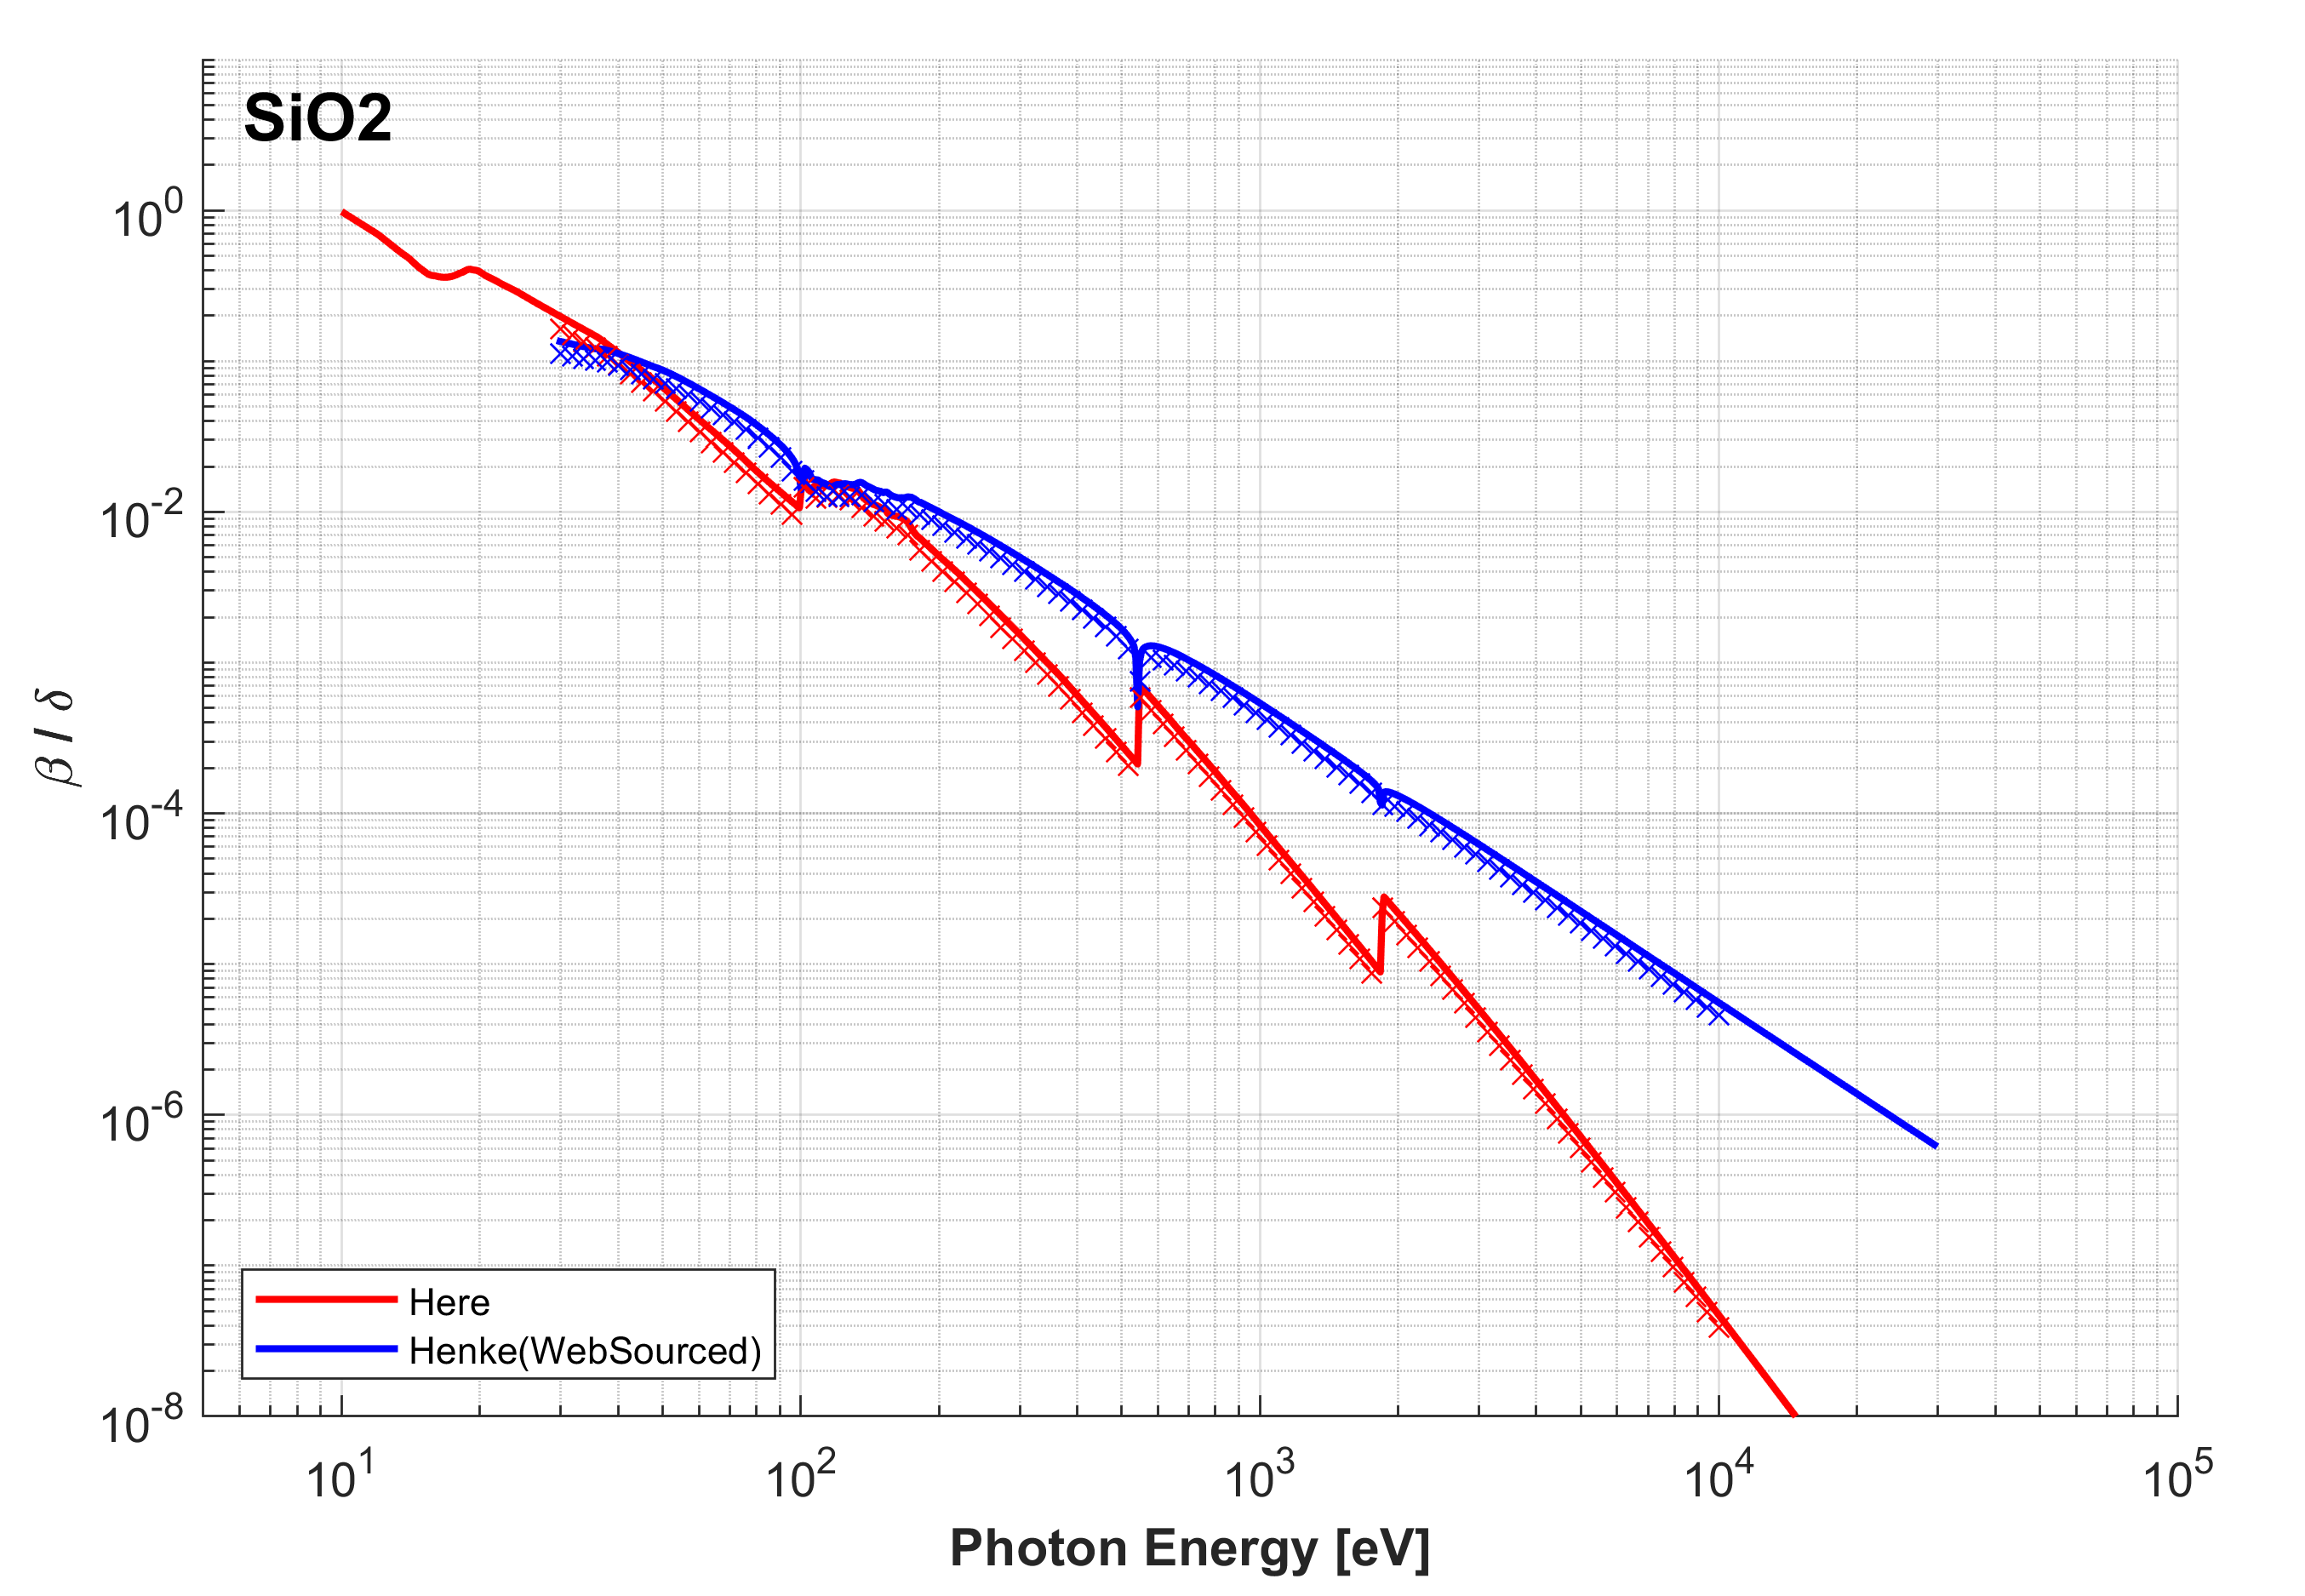 SiO2
10^0
10^-2
10^-4
10^-6
10^-8
β / δ
Here
Henke(WebSourced)
10^1 10^2 10^3 10^4 10^5
Photon Energy [eV]